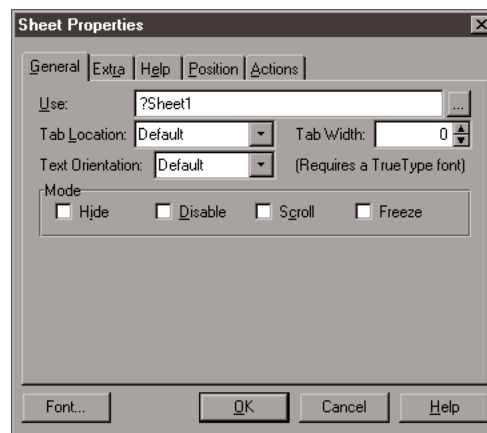 Sheet Properties
General Extra Help Position Actions
Use: ?Sheet1 ...
Tab Location: Default Tab Width: 0
Text Orientation: Default (Requires a TrueType font)
Mode
Hide Disable Scroll Freeze
Font... OK Cancel Help